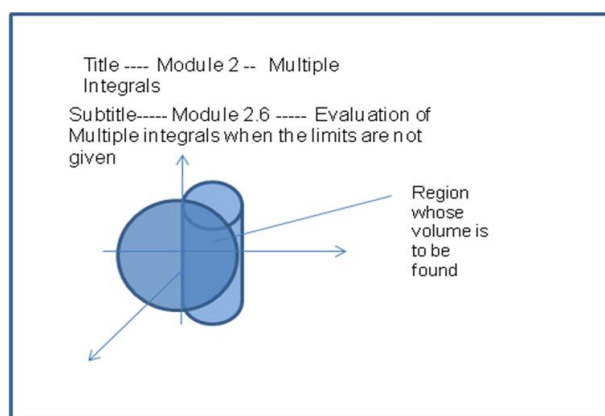 Title ---- Module 2 -- Multiple
Integrals
Subtitle----- Module 2.6 ----- Evaluation of
Multiple integrals when the limits are not
given
Region
whose
volume is
to be
found